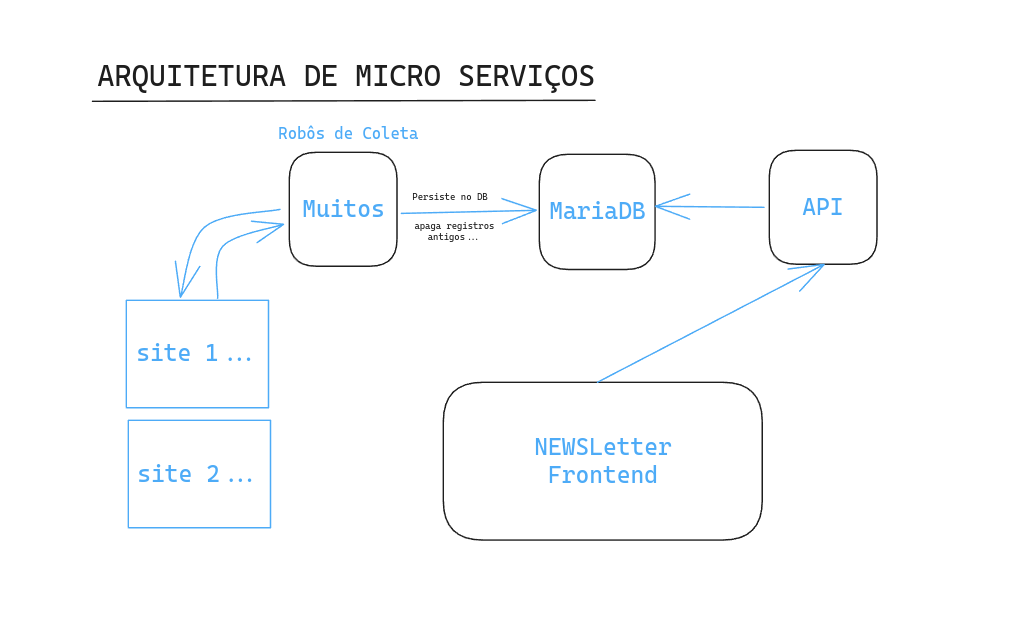 ARQUITETURA DE MICRO SERVIÇOS
Robôs de Coleta
Muitos
Persiste no DB
apaga registros
antigos...
MariaDB
API
site 1...
site 2...
NEWSLetter
Frontend